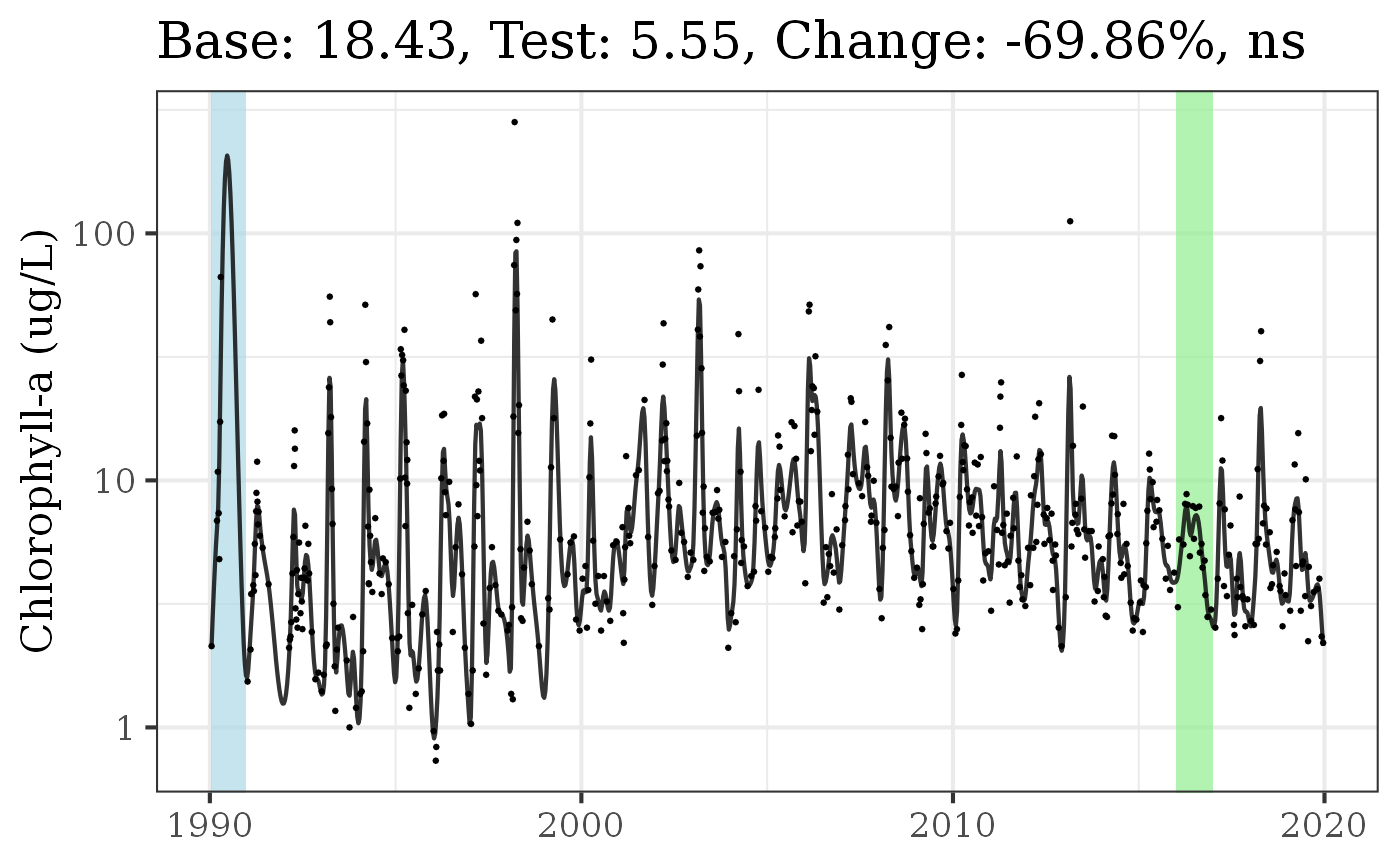 Base: 18.43, Test: 5.55, Change: -69.86%, ns
Chlorophyll-a (ug/L)
100
10
1
1990 2000 2010 2020